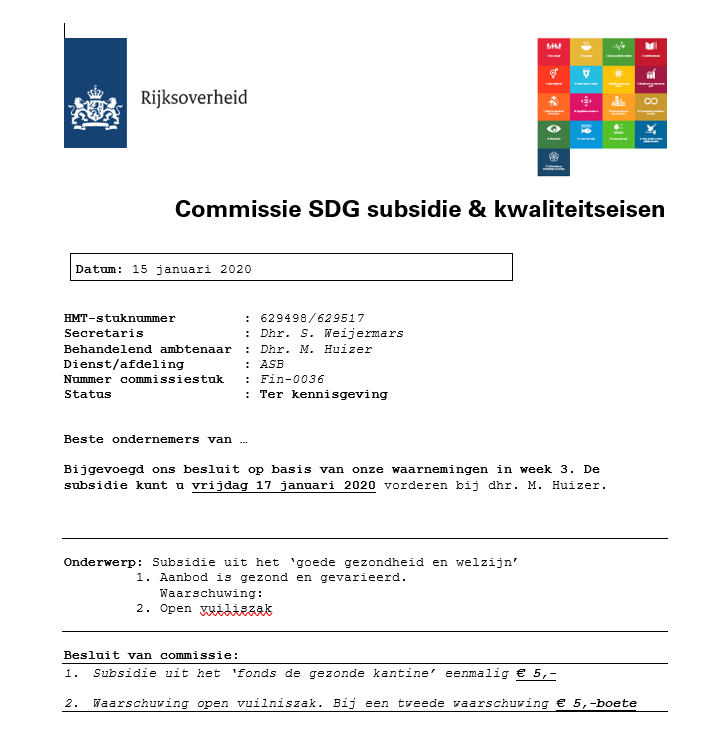 Rijksoverheid
Commissie SDG subsidie & kwaliteitseisen
Datum: 15 januari 2020
HMT-stuknummer : 629498/629517
Secretaris : Dhr. S. Weijermars
Behandelend ambtenaar : Dhr. M. Huizer
Dienst/afdeling : ASB
Nummer commissiestuk : Fin-0036
Status : Ter kennisgeving
Beste ondernemers van …
Bijgevoegd ons besluit op basis van onze waarnemingen in week 3. De
subsidie kunt u vrijdag 17 januari 2020 vorderen bij dhr. M. Huizer.
Onderwerp: Subsidie uit het ‘goede gezondheid en welzijn’
1. Aanbod is gezond en gevarieerd.
Waarschuwing:
2. Open vuiliszak
Besluit van commissie:
1. Subsidie uit het ‘fonds de gezonde kantine’ eenmalig € 5,-
2. Waarschuwing open vuilniszak. Bij een tweede waarschuwing € 5,-boete